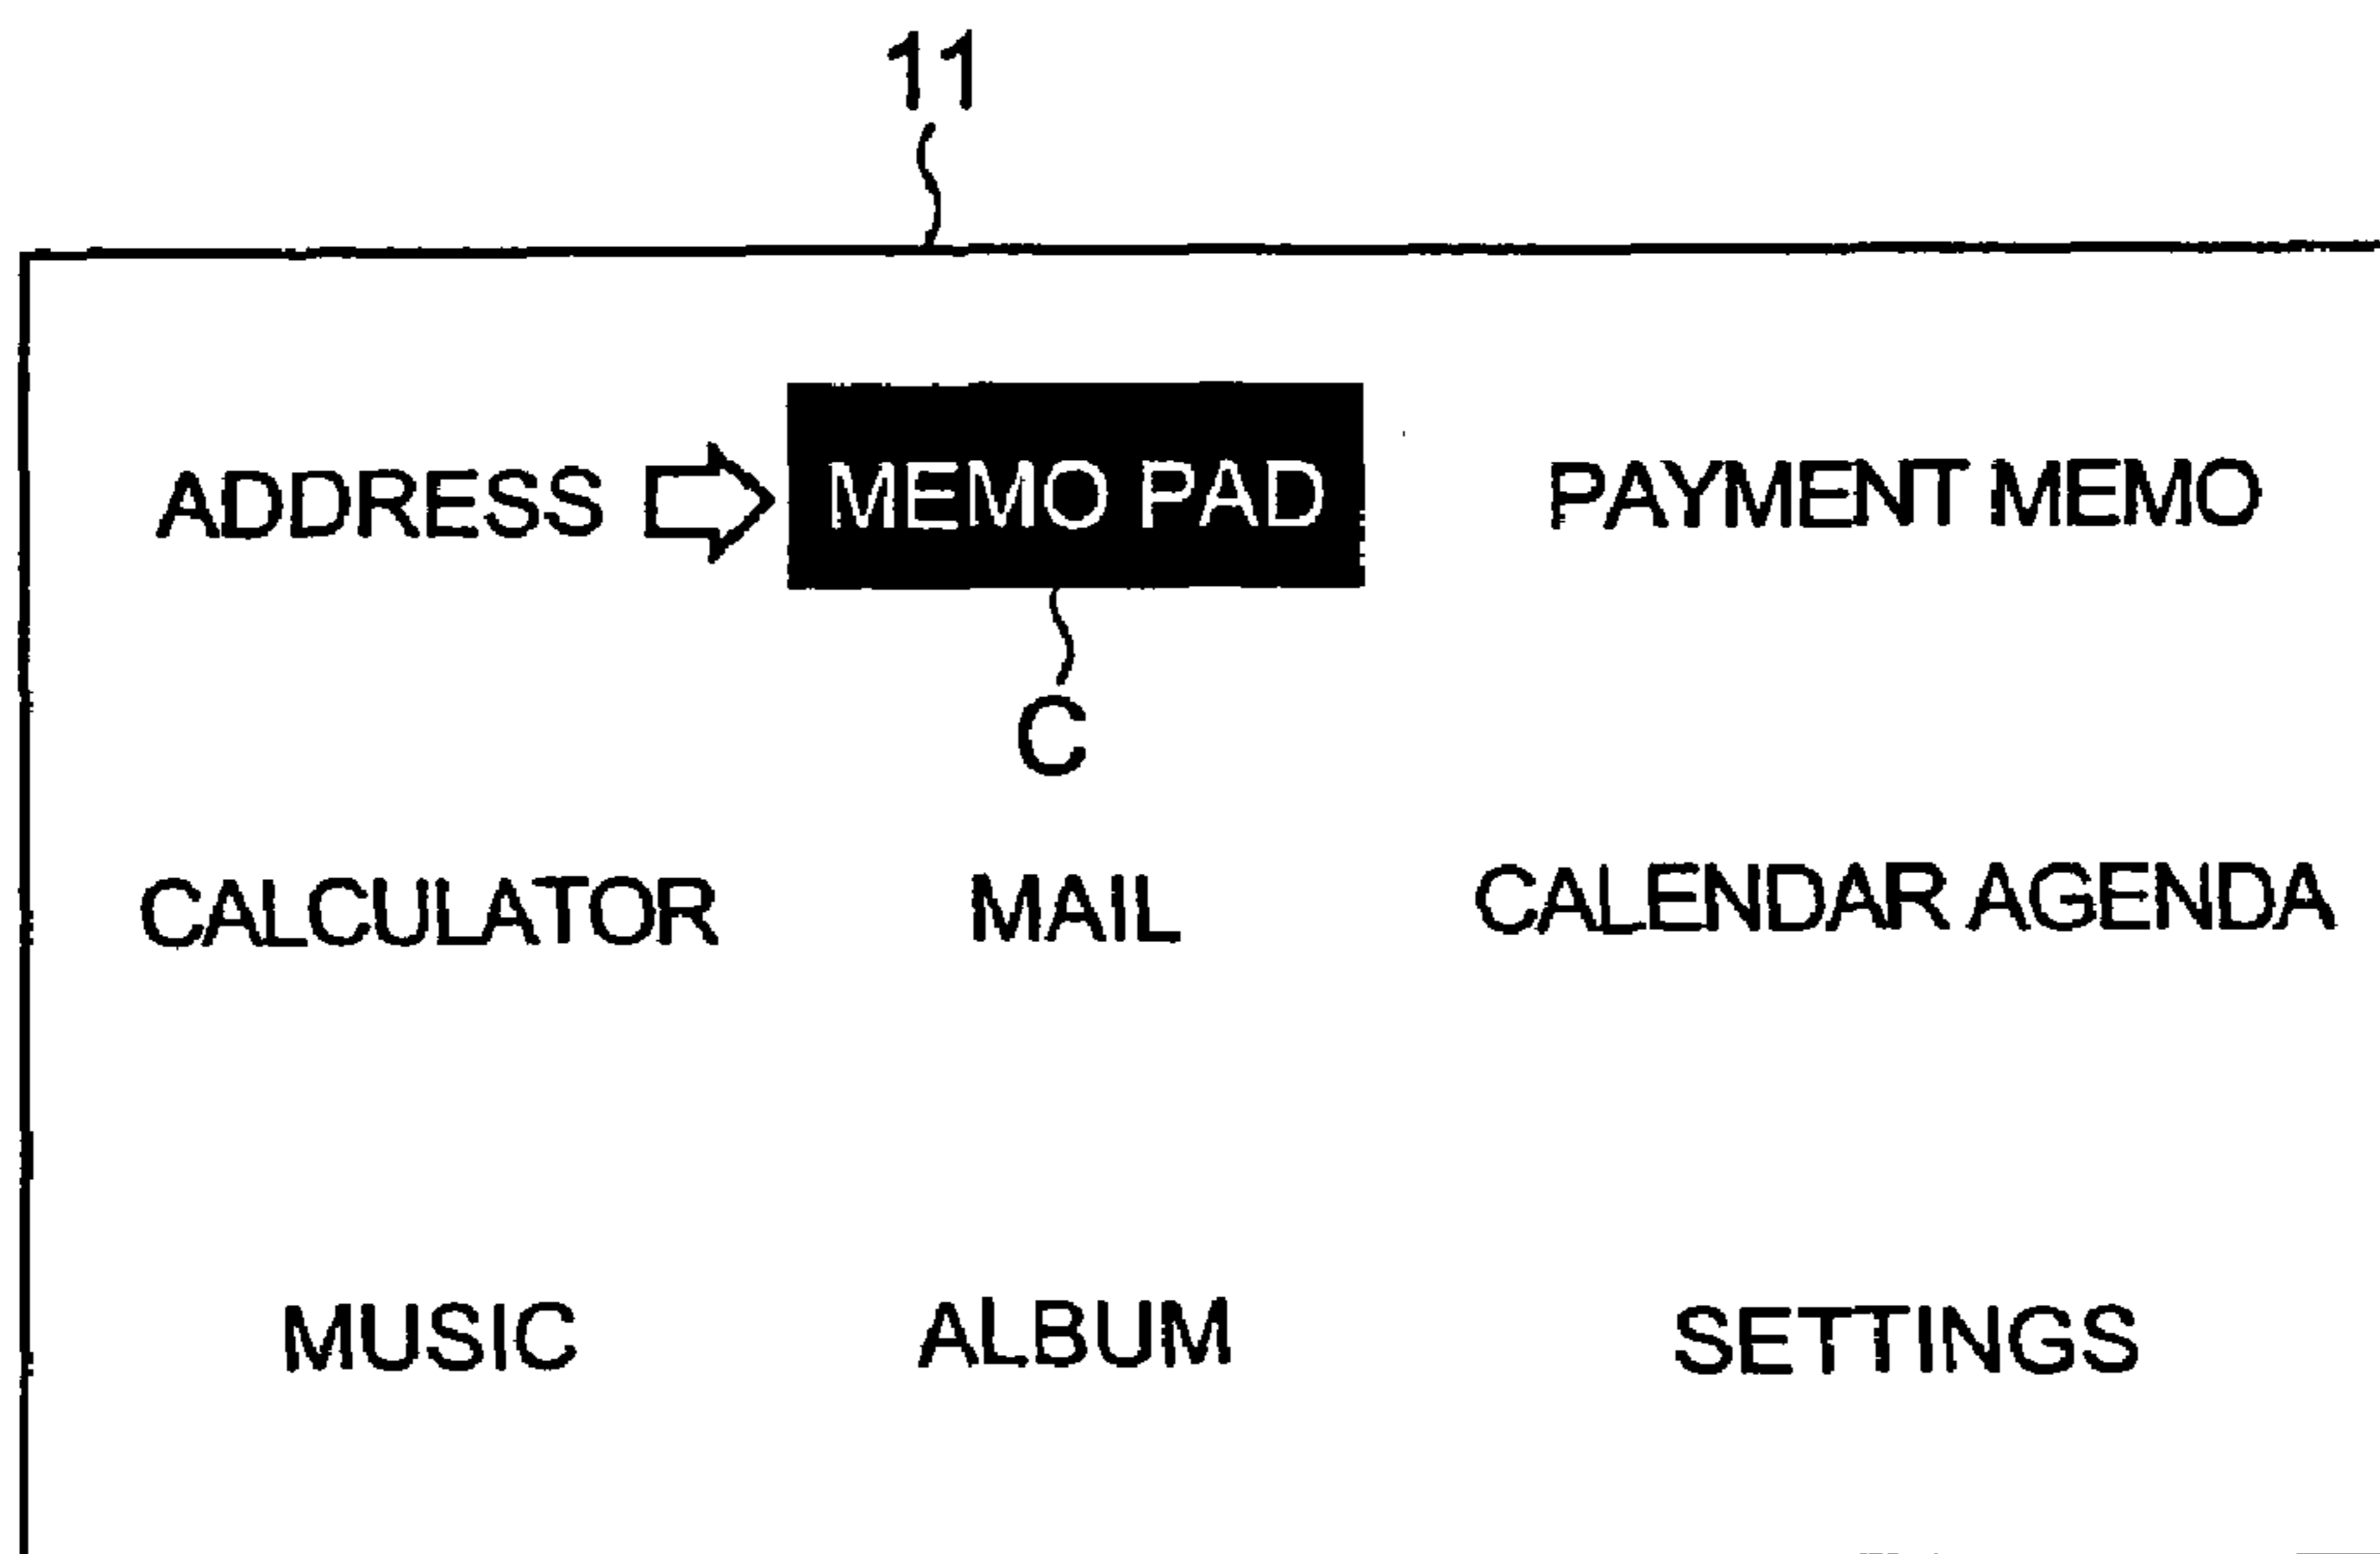 11
ADDRESS MEMO PAD PAYMENT MEMO
C
CALCULATOR MAIL CALENDAR AGENDA
MUSIC ALBUM SETTINGS